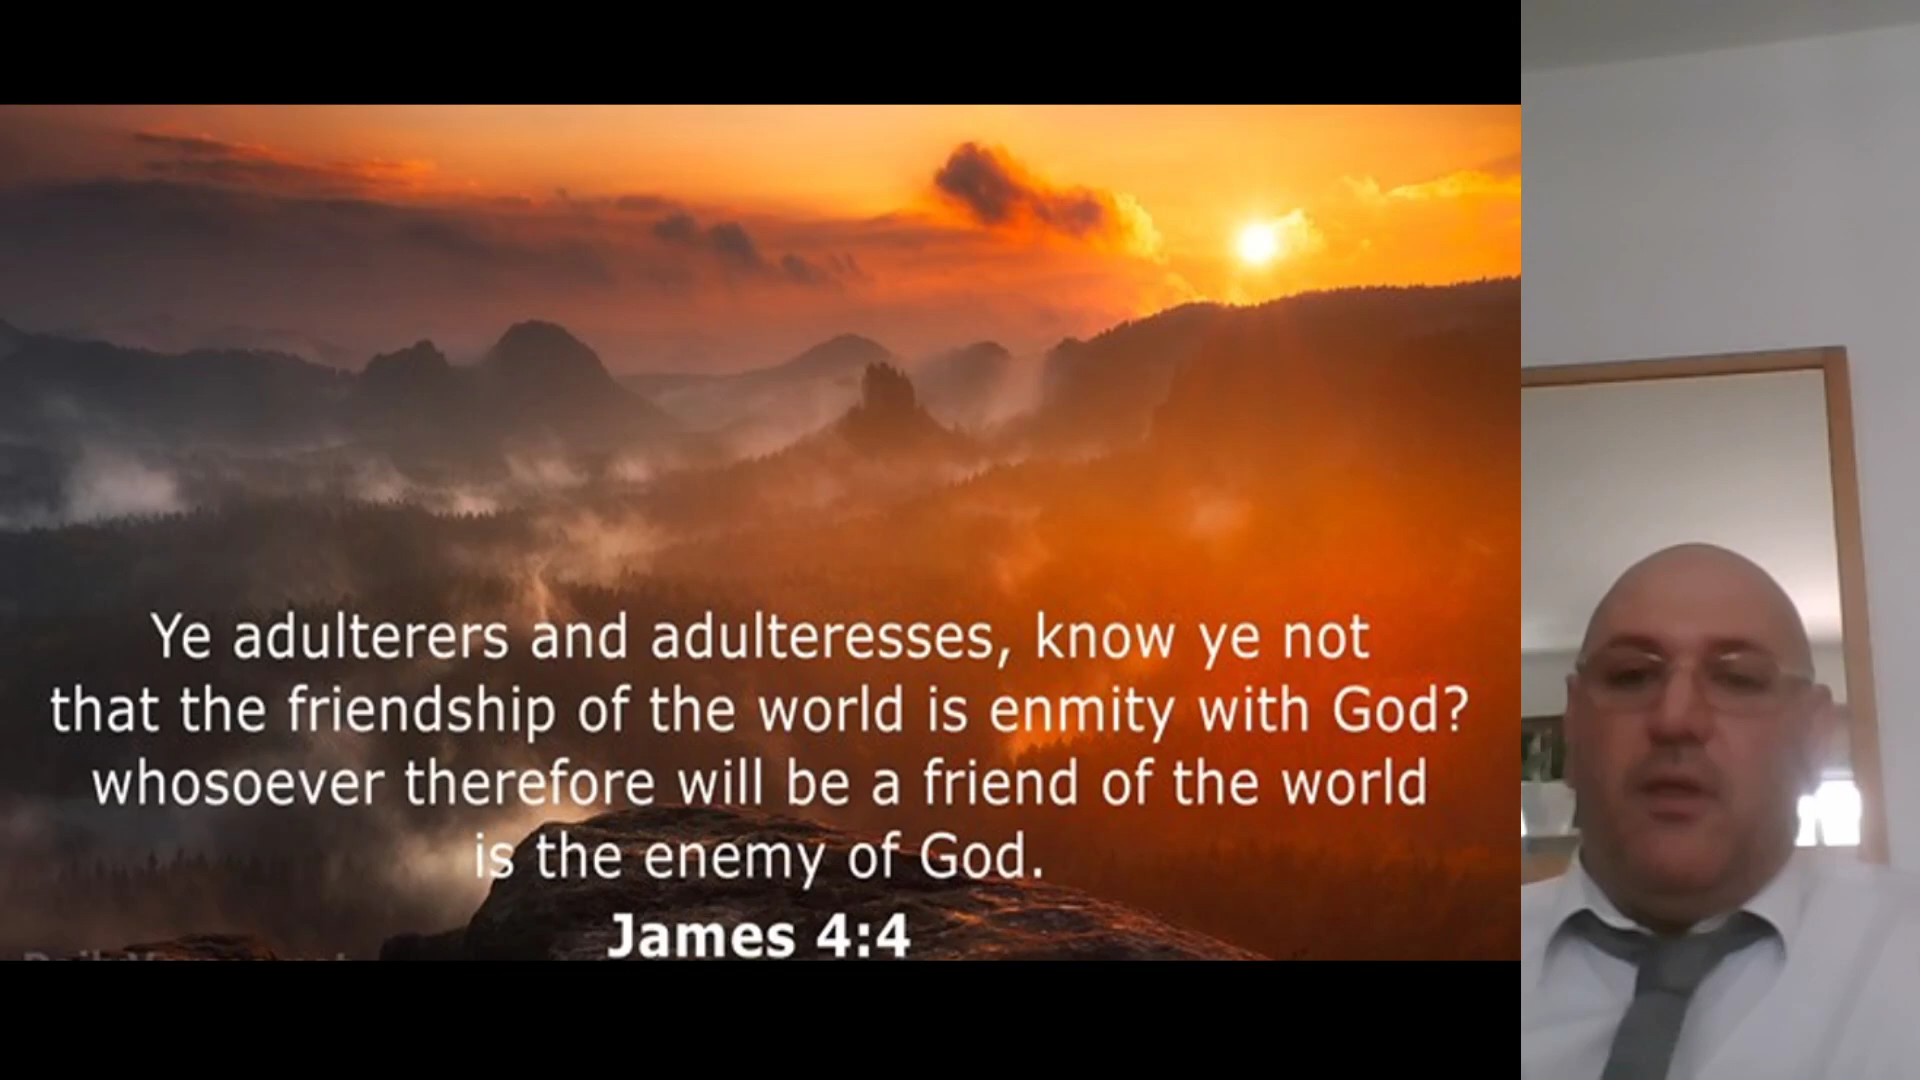 Ye adulterers and adulteresses, know ye not
that the friendship of the world is enmity with God?
whosoever therefore will be a friend of the world
is the enemy of God.
James 4:4